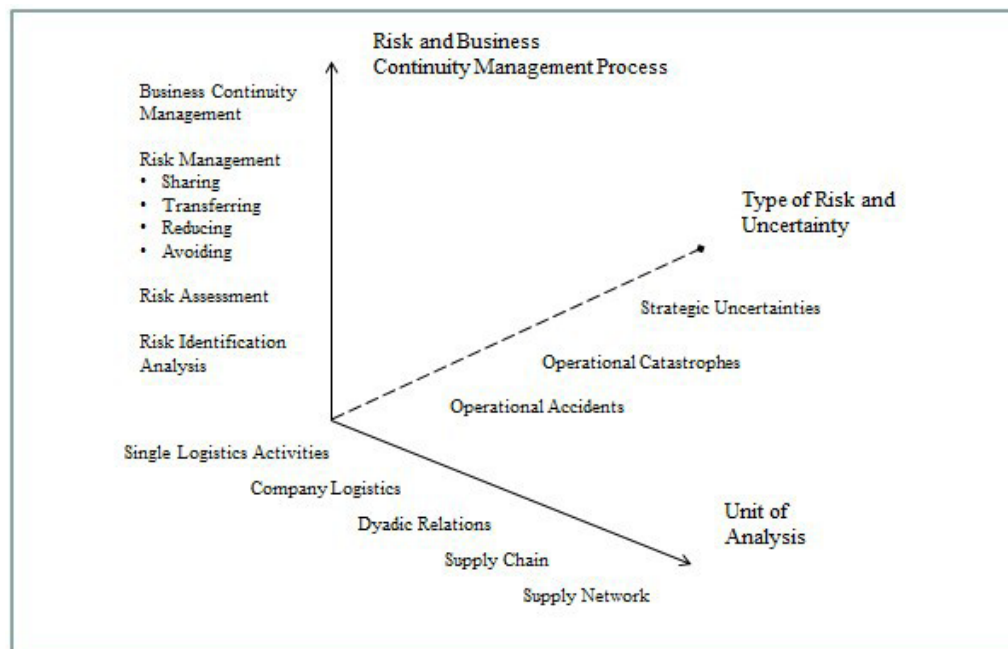 Risk and Business
Continuity Management Process
Business Continuity
Management
Risk Management
• Sharing
• Transferring
• Reducing
• Avoiding
Risk Assessment
Risk Identification
Analysis
Type of Risk and
Uncertainty
Strategic Uncertainties
Operational Catastrophes
Operational Accidents
Single Logistics Activities
Company Logistics
Dyadic Relations
Supply Chain
Supply Network
Unit of
Analysis